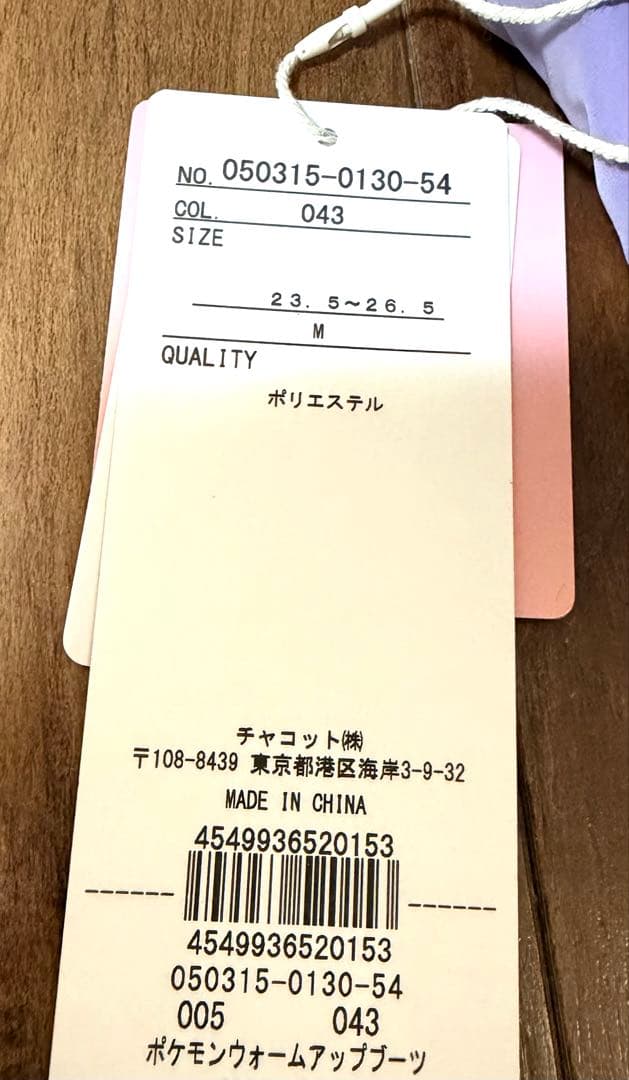 NO. 050315-0130-54
COL. 043
SIZE
23. 5~26. 5
M
QUALITY
ポリエステル
チャコット㈱
〒108-8439 東京都港区海岸3-9-32
MADE IN CHINA
4549936520153
4549936520153
050315-0130-54
005 043
ポケモンウォームアップブーツ